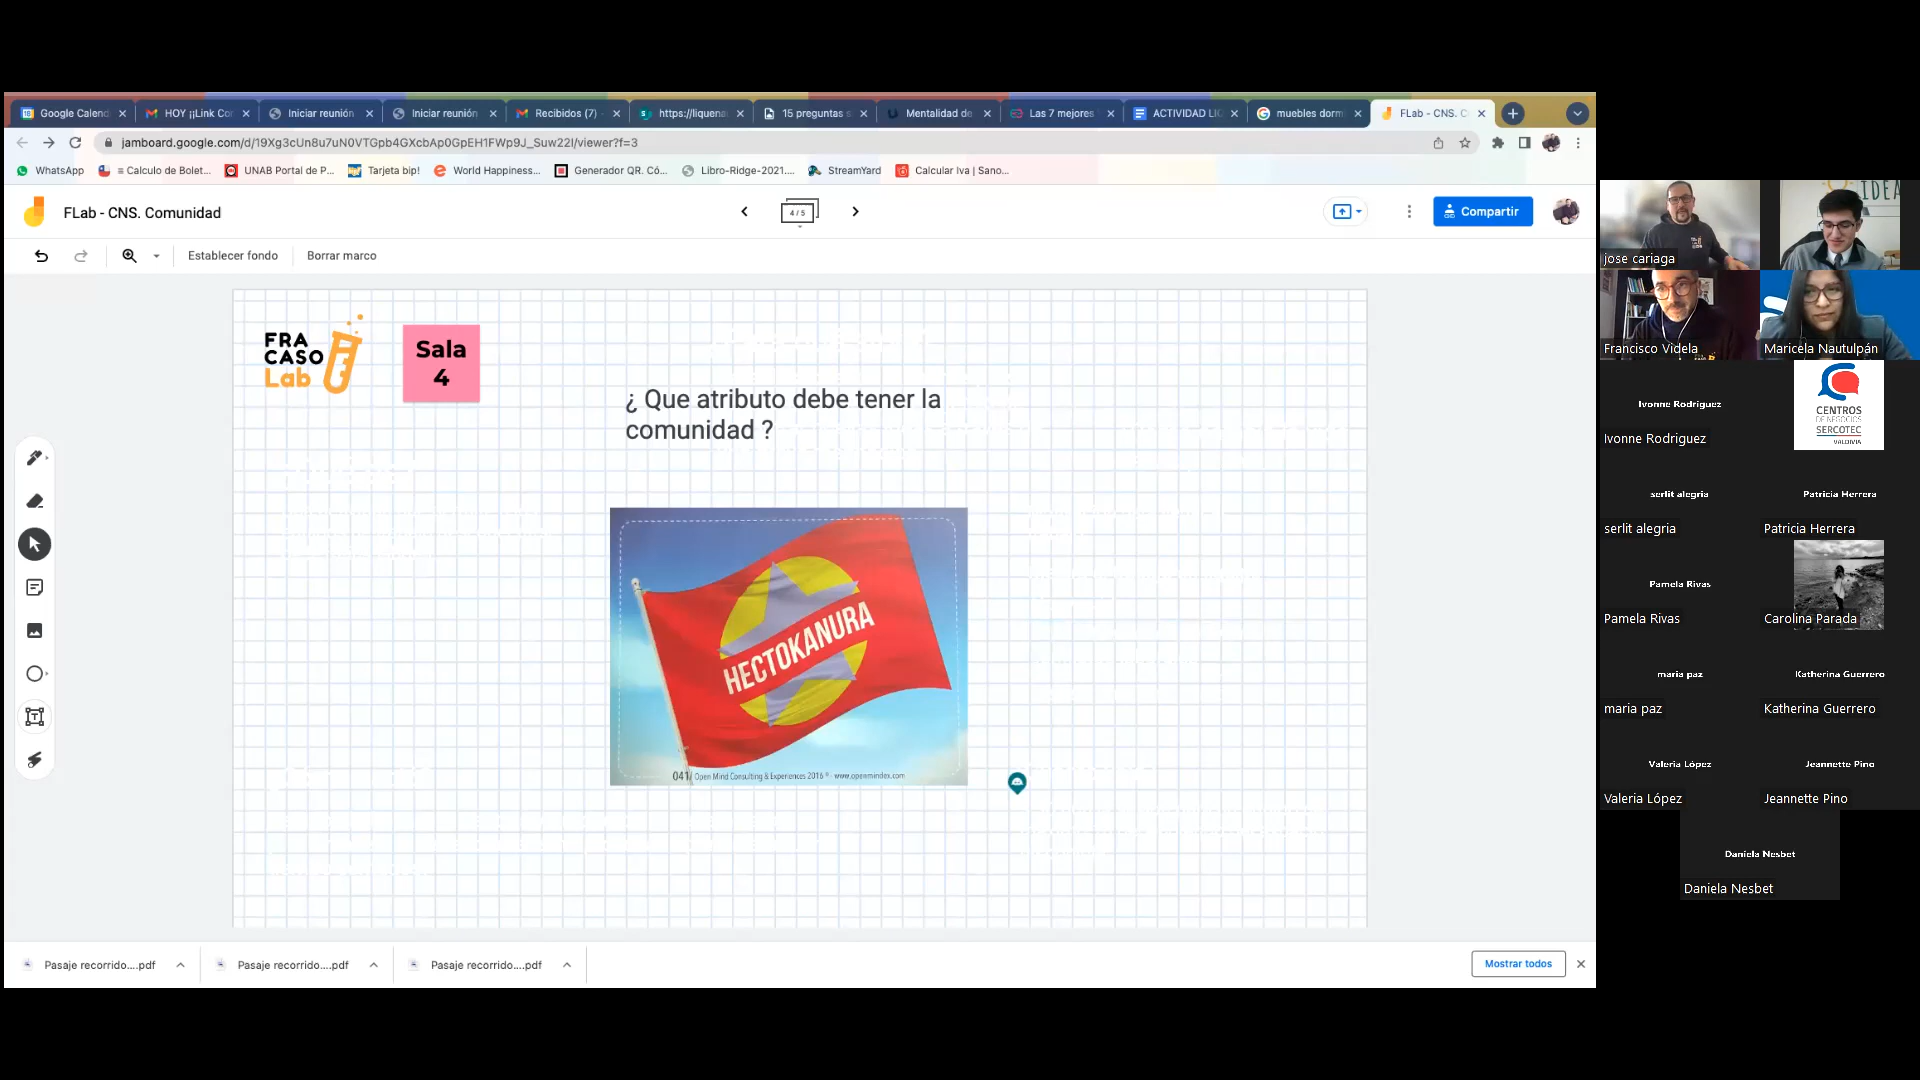 Google Calend
HOY ¡¡Link Cor
Iniciar reunión
Iniciar reunión
Recibidos (7)
https://liquena
15 preguntas s
Mentalidad de
Las 7 mejores
ACTIVIDAD LIC
muebles dorm
FLab - CNS. C
jamboard.google.com/d/19Xg3cUn8u7uN0VTGpb4GXcbAp0GpEH1FWp9J_Suw22I/viewer?f=3
WhatsApp
= Calculo de Bolet...
UNAB Portal de P...
Tarjeta bip!
World Happiness...
Generador QR. Có...
Libro-Ridge-2021....
StreamYard
Calcular Iva | Sano...
FLab - CNS. Comunidad
4 / 5
Compartir
Establecer fondo
Borrar marco
FRA
CASO
Lab
Sala
4
¿ Que atributo debe tener la
comunidad ?
HECTOKANURA
041/ Open Mind Consulting & Experiences 2016 ® · www.openmindex.com
Pasaje recorrido....pdf
Pasaje recorrido....pdf
Pasaje recorrido....pdf
Mostrar todos
jose cariaga
IDEA
Francisco Videla
Maricela Nautulpán
Ivonne Rodriguez
Ivonne Rodriguez
CENTROS
DE NEGOCIOS
SERCOTEC
VALDIVIA
serlit alegria
serlit alegria
Patricia Herrera
Patricia Herrera
Pamela Rivas
Pamela Rivas
Carolina Parada
maria paz
maria paz
Katherina Guerrero
Katherina Guerrero
Valeria López
Valeria López
Jeannette Pino
Jeannette Pino
Daniela Nesbet
Daniela Nesbet